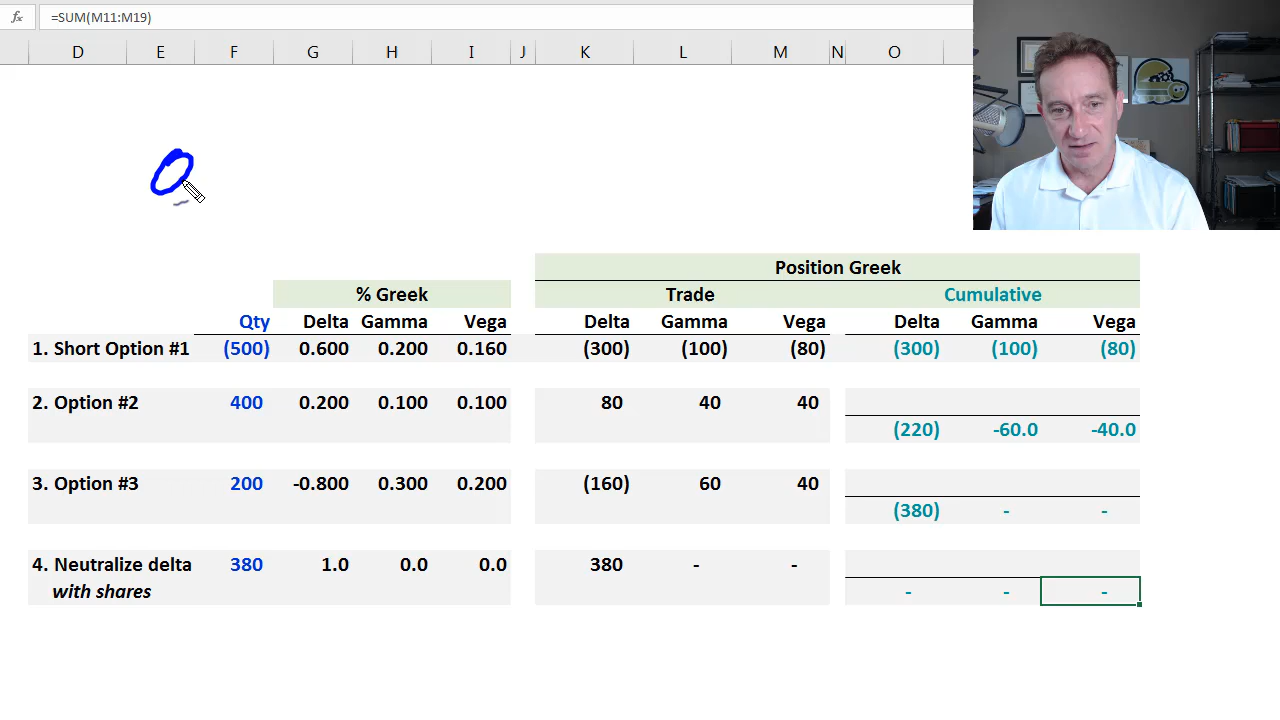 fx =SUM(M11:M19)
D E F G H I J K L M N O
0
Position Greek
% Greek Trade Cumulative
Qty Delta Gamma Vega Delta Gamma Vega Delta Gamma Vega
1. Short Option #1 (500) 0.600 0.200 0.160 (300) (100) (80) (300) (100) (80)
2. Option #2 400 0.200 0.100 0.100 80 40 40
(220) -60.0 -40.0
3. Option #3 200 -0.800 0.300 0.200 (160) 60 40
(380) - -
4. Neutralize delta 380 1.0 0.0 0.0 380 - -
with shares - - -